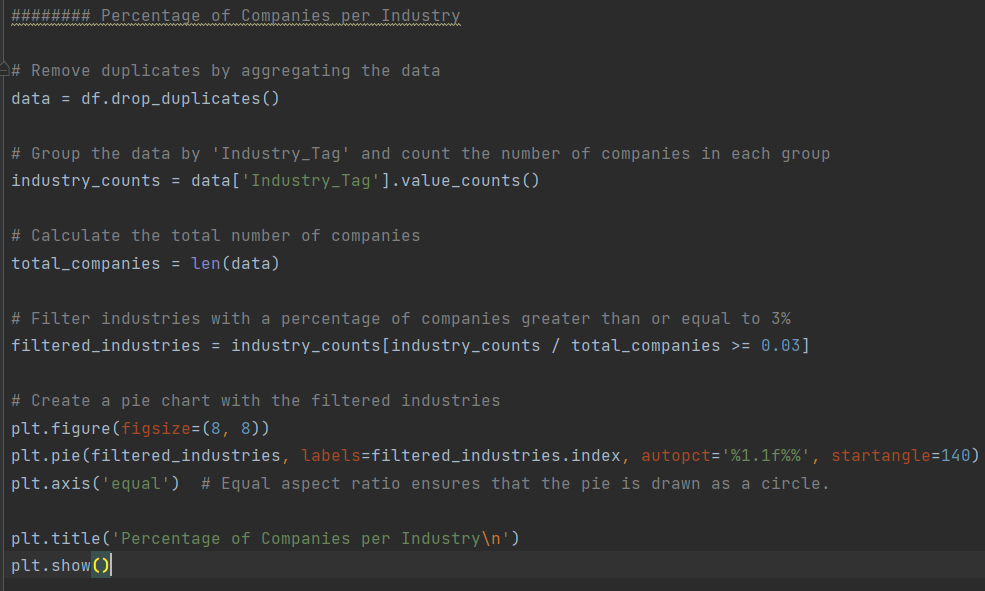 ######## Percentage of Companies per Industry
# Remove duplicates by aggregating the data
data = df.drop_duplicates()
# Group the data by 'Industry_Tag' and count the number of companies in each group
industry_counts = data['Industry_Tag'].value_counts()
# Calculate the total number of companies
total_companies = len(data)
# Filter industries with a percentage of companies greater than or equal to 3%
filtered_industries = industry_counts[industry_counts / total_companies >= 0.03]
# Create a pie chart with the filtered industries
plt.figure(figsize=(8, 8))
plt.pie(filtered_industries, labels=filtered_industries.index, autopct='%1.1f%%', startangle=140)
plt.axis('equal')  # Equal aspect ratio ensures that the pie is drawn as a circle.
plt.title('Percentage of Companies per Industry\n')
plt.show()